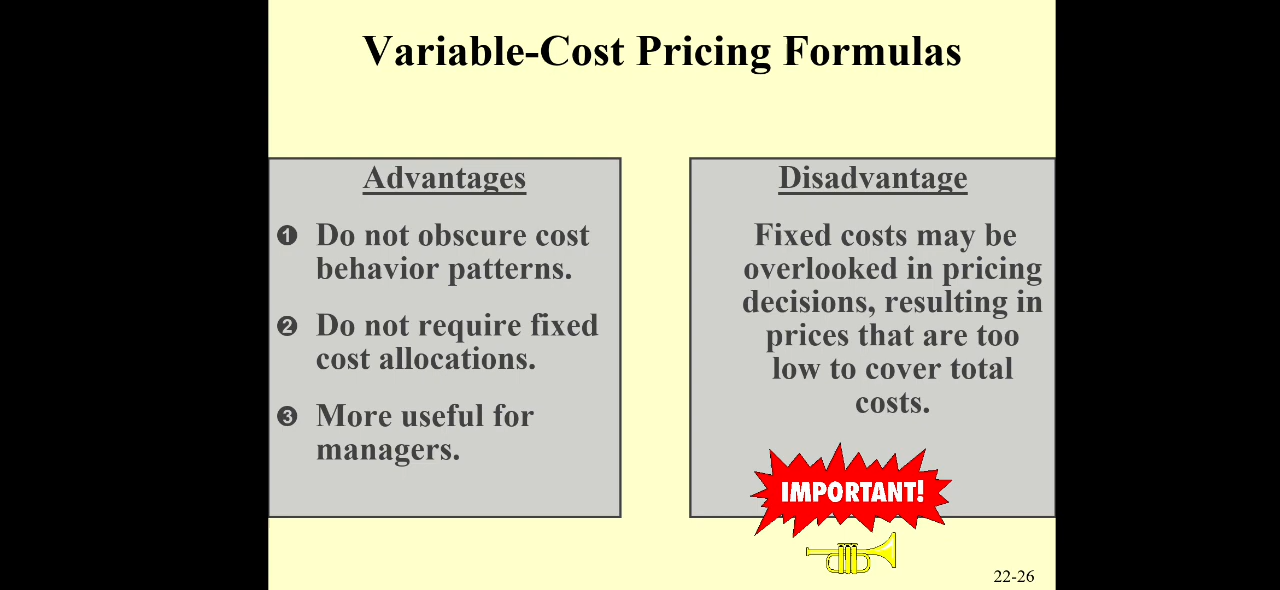 Variable-Cost Pricing Formulas
Advantages
❶ Do not obscure cost
behavior patterns.
❷ Do not require fixed
cost allocations.
❸ More useful for
managers.
Disadvantage
Fixed costs may be
overlooked in pricing
decisions, resulting in
prices that are too
low to cover total
costs.
IMPORTANT!
22-26